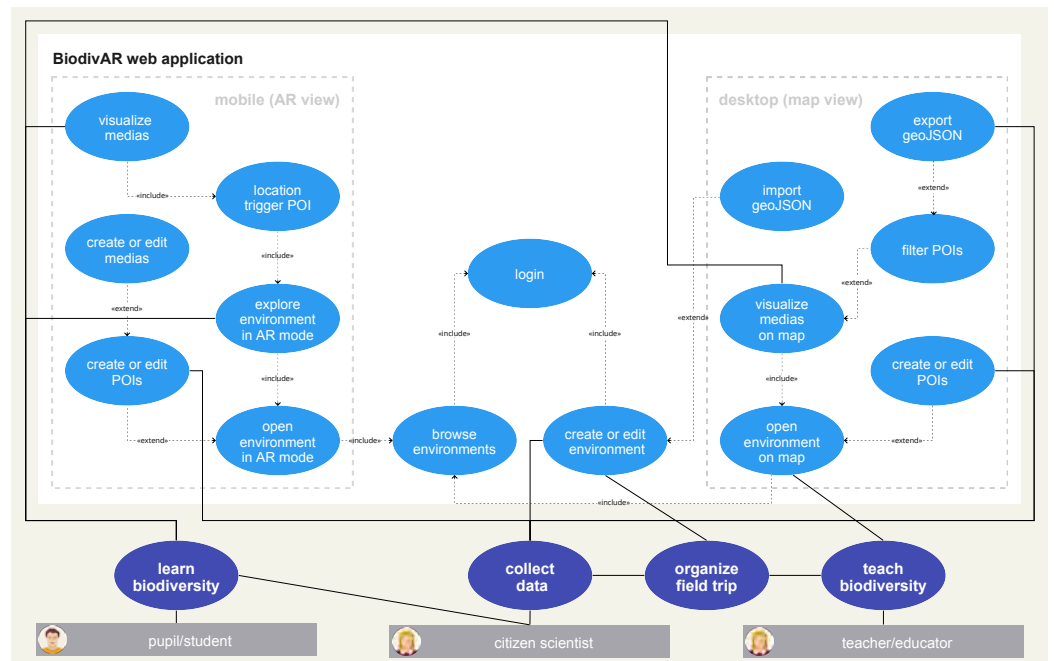 BiodivAR web application
mobile (AR view)
desktop (map view)
visualize
medias
export
geoJSON
«include»
location
trigger POI
import
geoJSON
«extend»
create or edit
medias
«include»
login
filter POIs
«extend»
«extend»
explore
environment
in AR mode
«include»
«include»
«extend»
visualize
medias
on map
create or edit
POIs
«include»
«include»
create or edit
POIs
«extend»
open
environment
in AR mode
«include»
browse
environments
create or edit
environment
open
environment
on map
«extend»
«include»
learn
biodiversity
collect
data
organize
field trip
teach
biodiversity
pupil/student
citizen scientist
teacher/educator